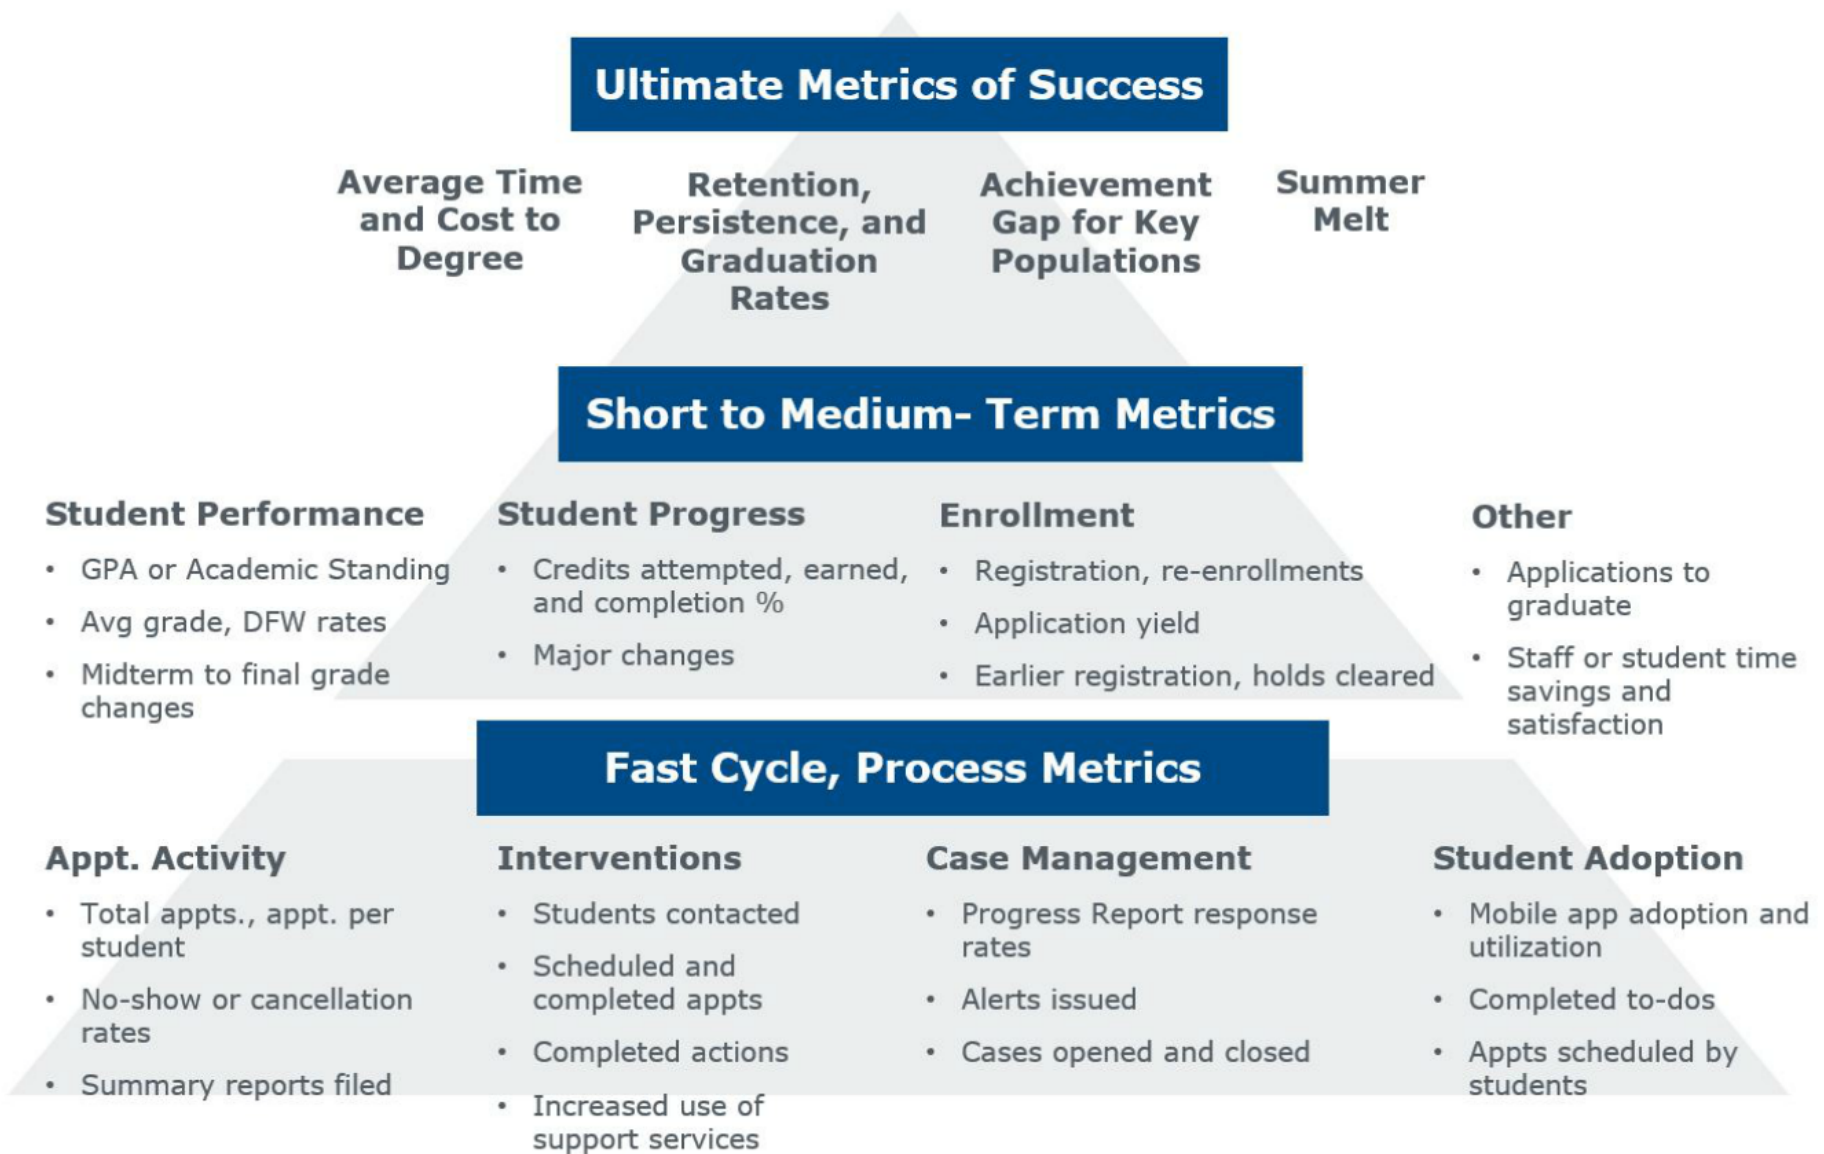 Ultimate Metrics of Success
Average Time
and Cost to
Degree
Retention,
Persistence, and
Graduation
Rates
Achievement
Gap for Key
Populations
Summer
Melt
Short to Medium- Term Metrics
Student Performance
• GPA or Academic Standing
• Avg grade, DFW rates
• Midterm to final grade
changes
Student Progress
• Credits attempted, earned,
and completion %
• Major changes
Enrollment
• Registration, re-enrollments
• Application yield
• Earlier registration, holds cleared
Other
• Applications to
graduate
• Staff or student time
savings and
satisfaction
Fast Cycle, Process Metrics
Appt. Activity
• Total appts., appt. per
student
• No-show or cancellation
rates
• Summary reports filed
Interventions
• Students contacted
• Scheduled and
completed appts
• Completed actions
• Increased use of
support services
Case Management
• Progress Report response
rates
• Alerts issued
• Cases opened and closed
Student Adoption
• Mobile app adoption and
utilization
• Completed to-dos
• Appts scheduled by
students